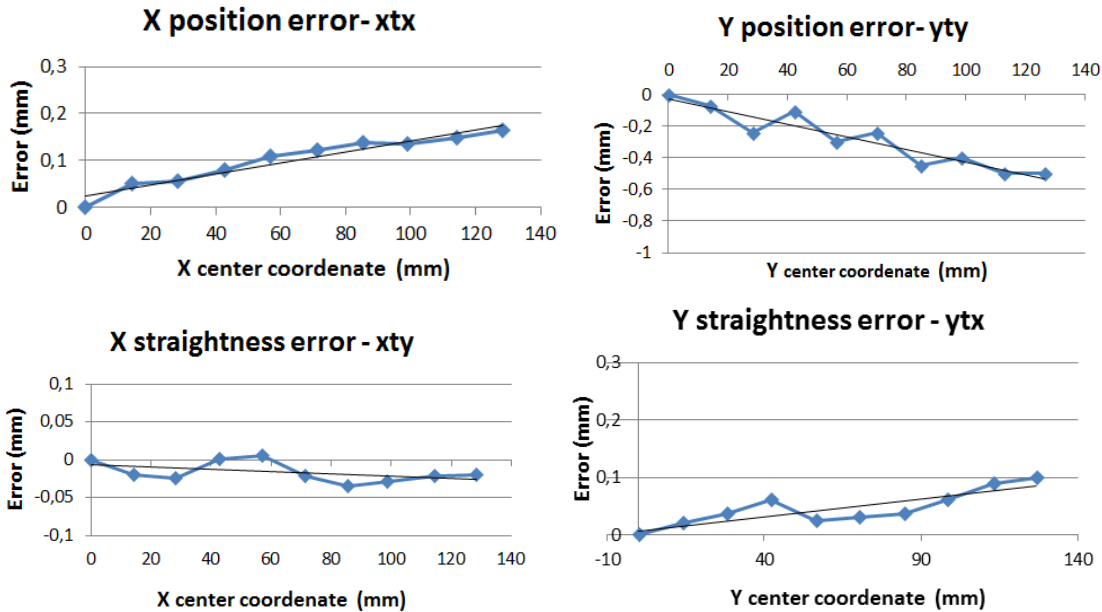 X position error- xtx
0,3
0,2
0,1
0
Error (mm)
0 20 40 60 80 100 120 140
X center coordenate (mm)
Y position error- yty
0 20 40 60 80 100 120 140
0
-0,2
-0,4
-0,6
-0,8
-1
Error (mm)
Y center coordenate (mm)
X straightness error - xty
0,1
0,05
0
-0,05
-0,1
Error (mm)
0 20 40 60 80 100 120 140
X center coordenate (mm)
Y straightness error - ytx
0,3
0,2
0,1
0
Error (mm)
-10 40 90 140
Y center coordenate (mm)